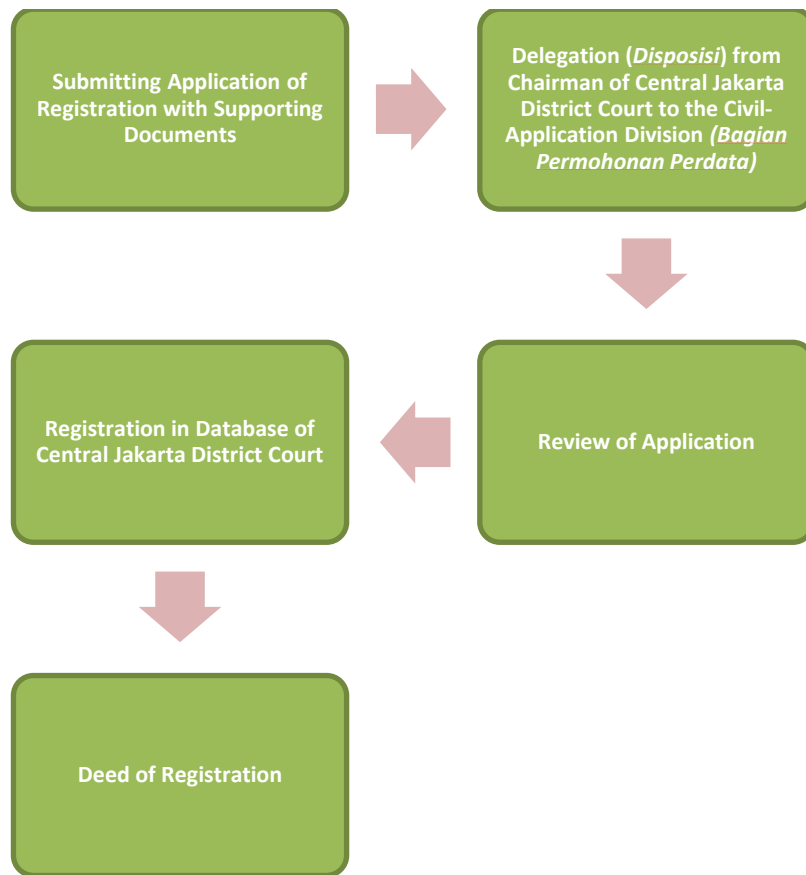 Submitting Application of
Registration with Supporting
Documents
Delegation (Disposisi) from
Chairman of Central Jakarta
District Court to the Civil-
Application Division (Bagian
Permohonan Perdata)
Review of Application
Registration in Database of
Central Jakarta District Court
Deed of Registration